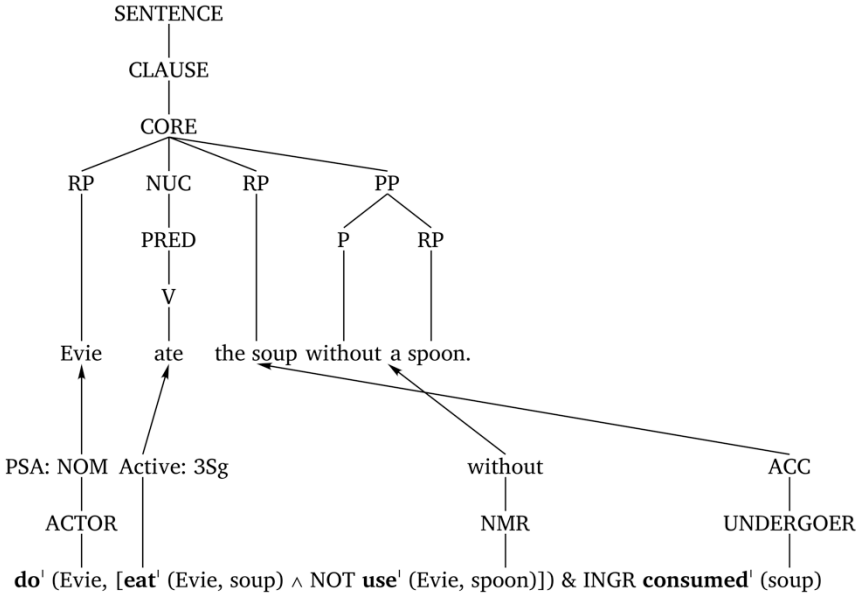 SENTENCE
CLAUSE
CORE
RP NUC RP PP
PRED P RP
V
Evie ate the soup without a spoon.
PSA: NOM Active: 3Sg without ACC
ACTOR NMR UNDERGOER
do' (Evie, [eat' (Evie, soup) ∧ NOT use' (Evie, spoon)]) & INGR consumed' (soup)